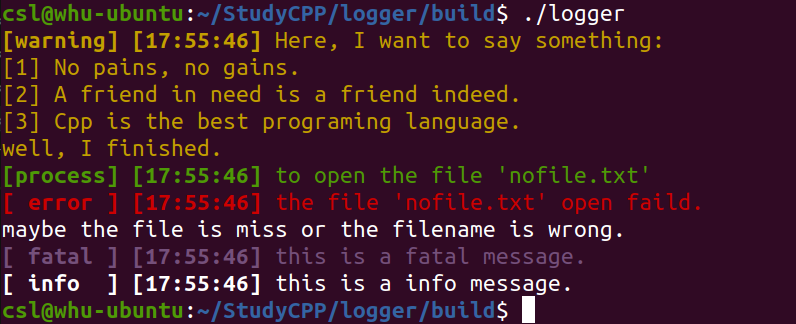 csl@whu-ubuntu:~/StudyCPP/logger/build$ ./logger
[warning] [17:55:46] Here, I want to say something:
[1] No pains, no gains.
[2] A friend in need is a friend indeed.
[3] Cpp is the best programing language.
well, I finished.
[process] [17:55:46] to open the file 'nofile.txt'
[ error ] [17:55:46] the file 'nofile.txt' open faild.
maybe the file is miss or the filename is wrong.
[ fatal ] [17:55:46] this is a fatal message.
[ info  ] [17:55:46] this is a info message.
csl@whu-ubuntu:~/StudyCPP/logger/build$